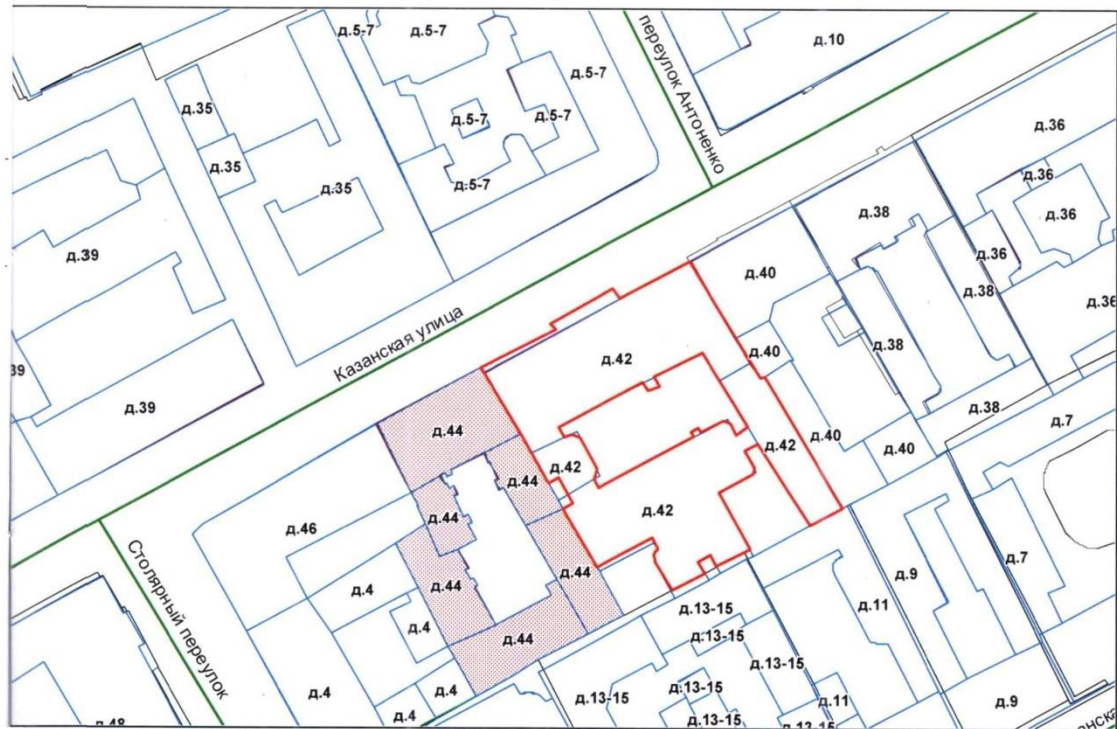 д.5-7
д.5-7
д.5-7
д.5-7
д.5-7
д.5-7
переулок Антоненко
д.10
д.35
д.35
д.35
д.36
д.36
д.36
д.36
д.36
д.38
д.38
д.38
д.38
д.39
39
д.39
Казанская улица
д.40
д.40
д.40
д.40
д.42
д.42
д.42
д.42
д.44
д.44
д.44
д.44
д.44
д.44
д.46
Столярный переулок
д.4
д.4
д.4
д.4
д.4
д.48
д.7
д.7
д.9
д.9
д.11
д.11
д.13-15
д.13-15
д.13-15
д.13-15
д.13-15
д.13-15
д.13-15